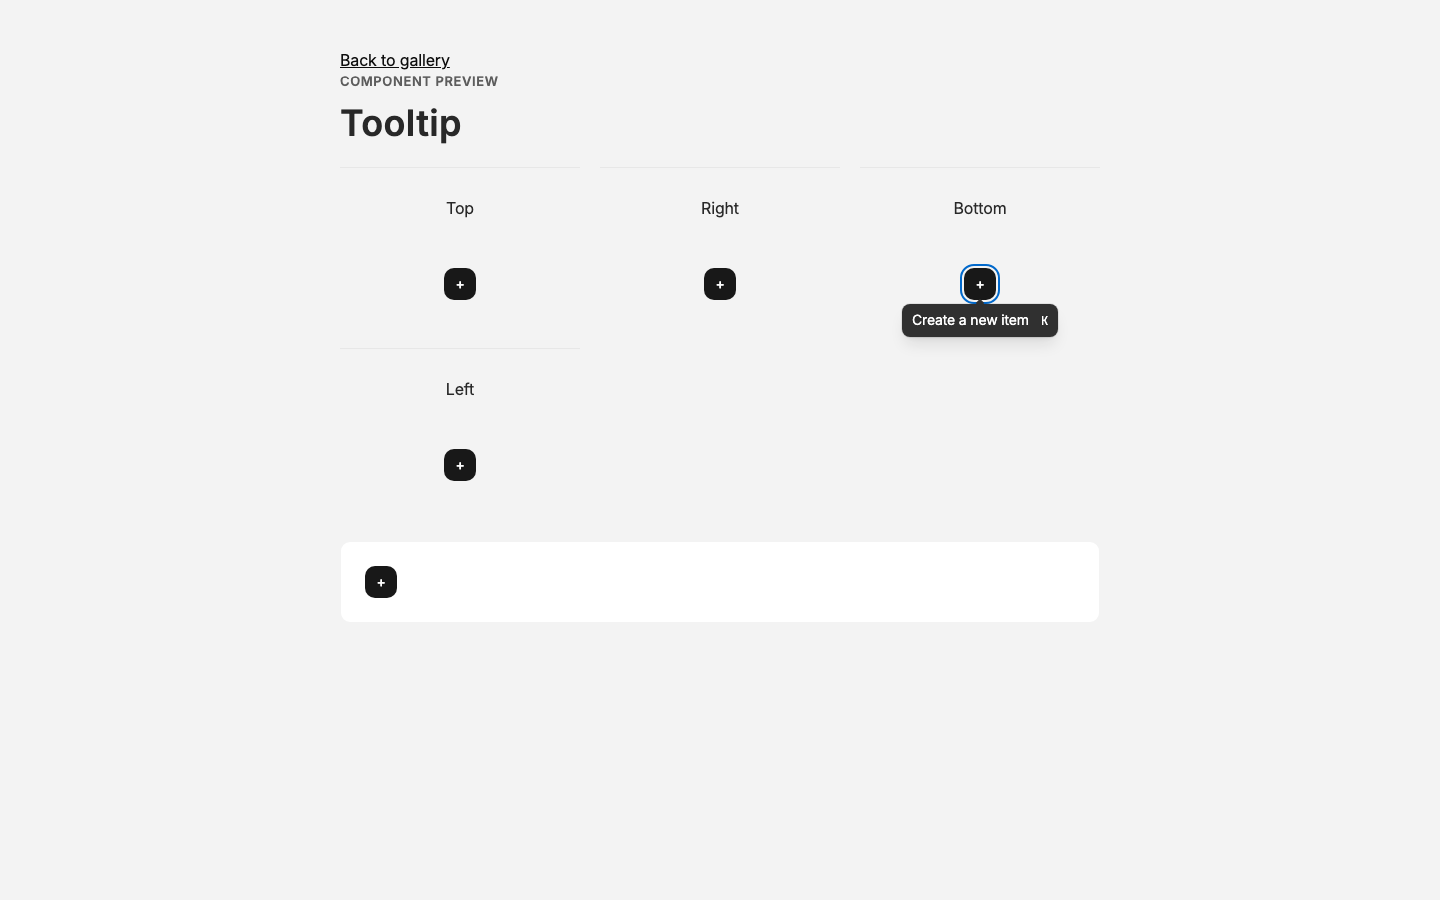 Back to gallery
COMPONENT PREVIEW
Tooltip
Top
Right
Bottom
+
+
+
Create a new item K
Left
+
+